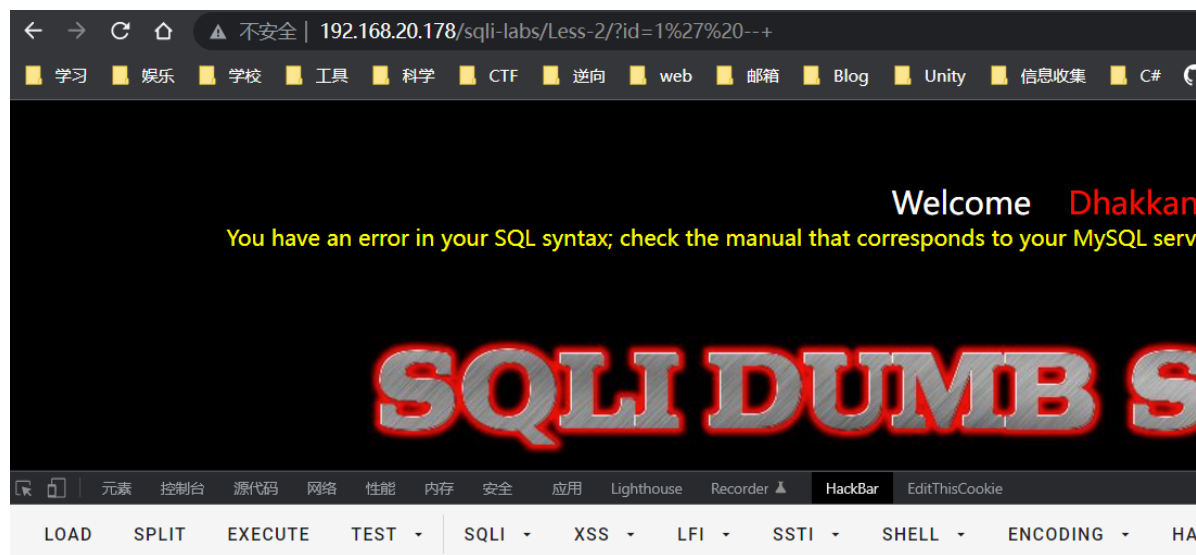 不安全 | 192.168.20.178/sqli-labs/Less-2/?id=1%27%20--+
学习 娱乐 学校 工具 科学 CTF 逆向 web 邮箱 Blog Unity 信息收集 C#
Welcome Dhakkan
You have an error in your SQL syntax; check the manual that corresponds to your MySQL serv
SQLI DUMB S
元素 控制台 源代码 网络 性能 内存 安全 应用 Lighthouse Recorder HackBar EditThisCookie
LOAD SPLIT EXECUTE TEST SQLI XSS LFI SSTI SHELL ENCODING HA